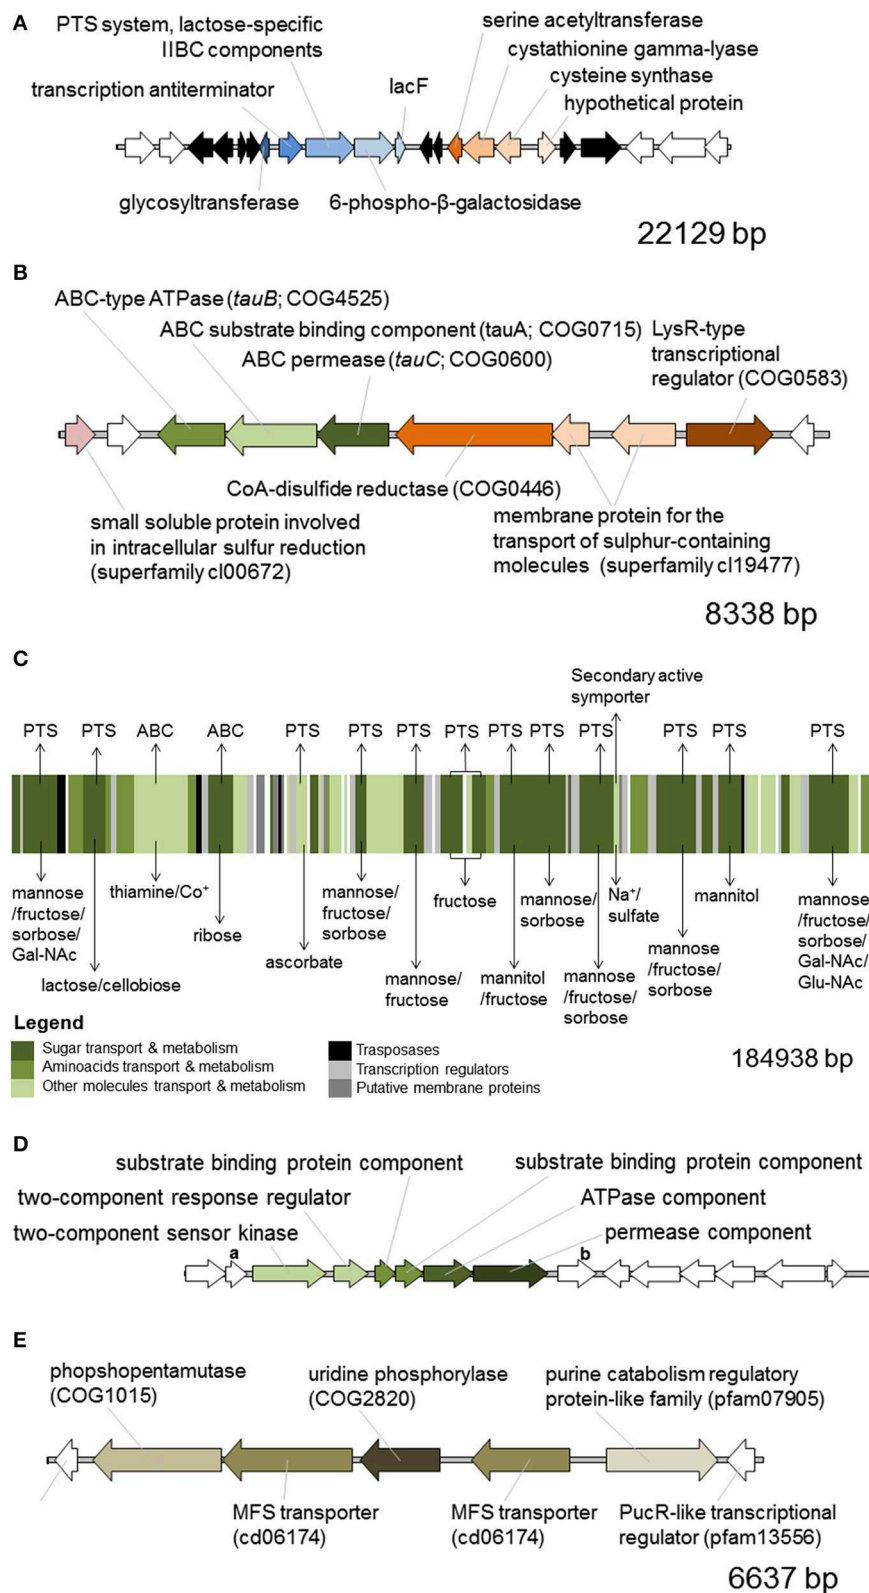 A
PTS system, lactose-specific
IIBC components
serine acetyltransferase
cystathionine gamma-lyase
cysteine synthase
hypothetical protein
transcription antiterminator
lacF
glycosyltransferase
6-phospho-β-galactosidase
22129 bp
B
ABC-type ATPase (tauB; COG4525)
ABC substrate binding component (tauA; COG0715)
ABC permease (tauC; COG0600)
LysR-type
transcriptional
regulator (COG0583)
CoA-disulfide reductase (COG0446)
small soluble protein involved
in intracellular sulfur reduction
(superfamily cl00672)
membrane protein for the
transport of sulphur-containing
molecules (superfamily cl19477)
8338 bp
C
Secondary active
symporter
PTS PTS ABC ABC PTS PTS PTS PTS PTS PTS PTS PTS PTS PTS
mannose
/fructose/
sorbose/
Gal-NAc
lactose/cellobiose
thiamine/Co+
ribose
ascorbate
mannose/
fructose/
sorbose
mannose/
fructose
fructose
mannitol
/fructose
mannose/
sorbose
mannose
/fructose/
sorbose
Na+/
sulfate
mannose
/fructose/
sorbose
mannitol
mannose
/fructose/
sorbose/
Gal-NAc/
Glu-NAc
Legend
Sugar transport & metabolism
Aminoacids transport & metabolism
Other molecules transport & metabolism
Trasposases
Transcription regulators
Putative membrane proteins
184938 bp
D
substrate binding protein component
two-component response regulator
two-component sensor kinase
substrate binding protein component
ATPase component
permease component
a
b
E
phopshopentamutase
(COG1015)
uridine phosphorylase
(COG2820)
purine catabolism regulatory
protein-like family (pfam07905)
MFS transporter
(cd06174)
MFS transporter
(cd06174)
PucR-like transcriptional
regulator (pfam13556)
6637 bp